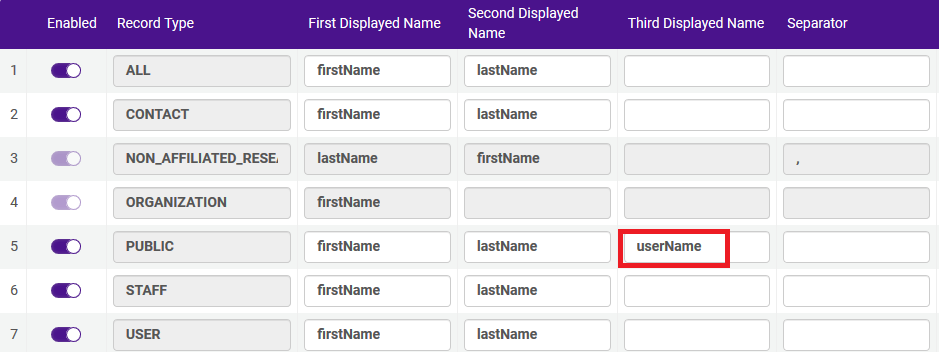 Enabled Record Type First Displayed Name Second Displayed Name Third Displayed Name Separator
1 ALL firstName lastName
2 CONTACT firstName lastName
3 NON_AFFILIATED_RESEA lastName firstName ,
4 ORGANIZATION firstName
5 PUBLIC firstName lastName userName
6 STAFF firstName lastName
7 USER firstName lastName